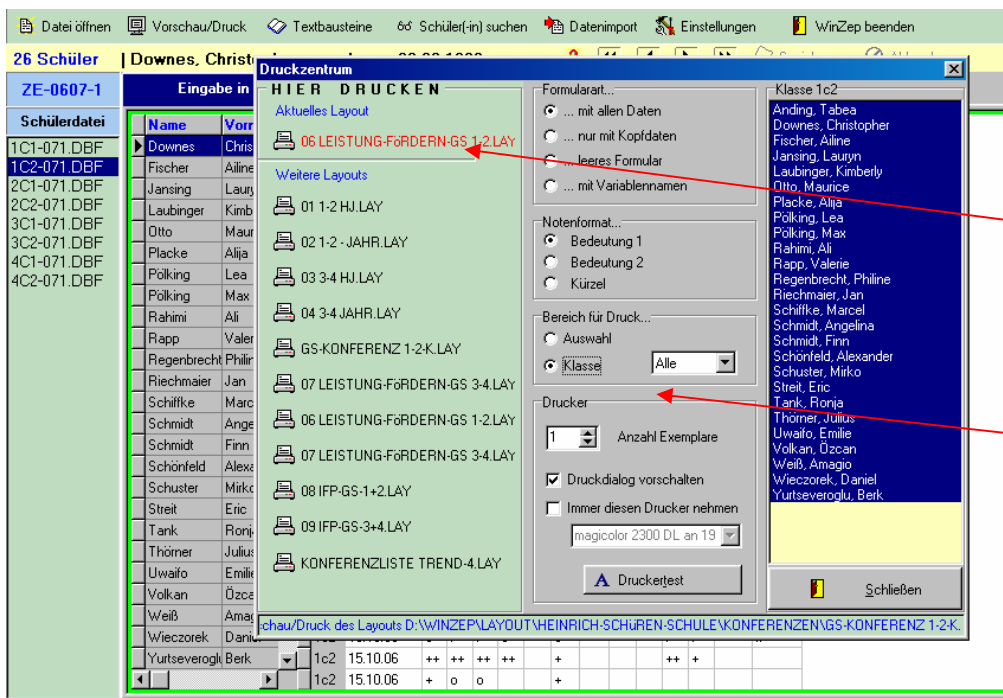 Datei öffnen Vorschau/Druck Textbausteine Schüler(-in) suchen Datenimport Einstellungen WinZep beenden
26 Schüler | Downes, Christ
ZE-0607-1 Eingabe in
Schülerdatei
1C1-071.DBF
1C2-071.DBF
2C1-071.DBF
2C2-071.DBF
3C1-071.DBF
3C2-071.DBF
4C1-071.DBF
4C2-071.DBF
Name Vorr
Downes Chris
Fischer Ailine
Jansing Laury
Laubinger Kimb
Otto Maur
Placke Alija
Pölking Lea
Pölking Max
Rahimi Ali
Rapp Valer
Regenbrecht Philin
Riechmaier Jan
Schiffke Marc
Schmidt Ange
Schmidt Finn
Schönfeld Alexa
Schuster Mirko
Streit Eric
Tank Ronja
Thörner Julius
Uwaifo Emilie
Volkan Özca
Weiß Amag
Wieczorek Daniel
Yurtseveroglu Berk
1c2 15.10.06 ++ ++ ++ ++ + ++ +
1c2 15.10.06 + o o +
Druckzentrum
HIER DRUCKEN
Aktuelles Layout
06 LEISTUNG-FöRDERN-GS 1-2.LAY
Weitere Layouts
01 1-2 HJ.LAY
02 1-2 - JAHR.LAY
03 3-4 HJ.LAY
04 3-4 JAHR.LAY
GS-KONFERENZ 1-2-K.LAY
07 LEISTUNG-FöRDERN-GS 3-4.LAY
06 LEISTUNG-FöRDERN-GS 1-2.LAY
07 LEISTUNG-FöRDERN-GS 3-4.LAY
08 IFP-GS-1+2.LAY
09 IFP-GS-3+4.LAY
KONFERENZLISTE TREND-4.LAY
Formularart...
... mit allen Daten
... nur mit Kopfdaten
... leeres Formular
... mit Variablennamen
Notenformat...
Bedeutung 1
Bedeutung 2
Kürzel
Bereich für Druck...
Auswahl
Klasse Alle
Drucker
1 Anzahl Exemplare
Druckdialog vorschalten
Immer diesen Drucker nehmen
magicolor 2300 DL an 19
A Druckertest
Klasse 1c2
Anding, Tabea
Downes, Christopher
Fischer, Ailine
Jansing, Lauryn
Laubinger, Kimberly
Otto, Maurice
Placke, Alija
Pölking, Lea
Pölking, Max
Rahimi, Ali
Rapp, Valerie
Regenbrecht, Philine
Riechmaier, Jan
Schiffke, Marcel
Schmidt, Angelina
Schmidt, Finn
Schönfeld, Alexander
Schuster, Mirko
Streit, Eric
Tank, Ronja
Thörner, Julius
Uwaifo, Emilie
Volkan, Özcan
Weiß, Amagio
Wieczorek, Daniel
Yurtseveroglu, Berk
Schließen
schau/Druck des Layouts D:\WINZEP\LAYOUT\HEINRICH-SCHüREN-SCHULE\KONFERENZEN\GS-KONFERENZ 1-2-K.